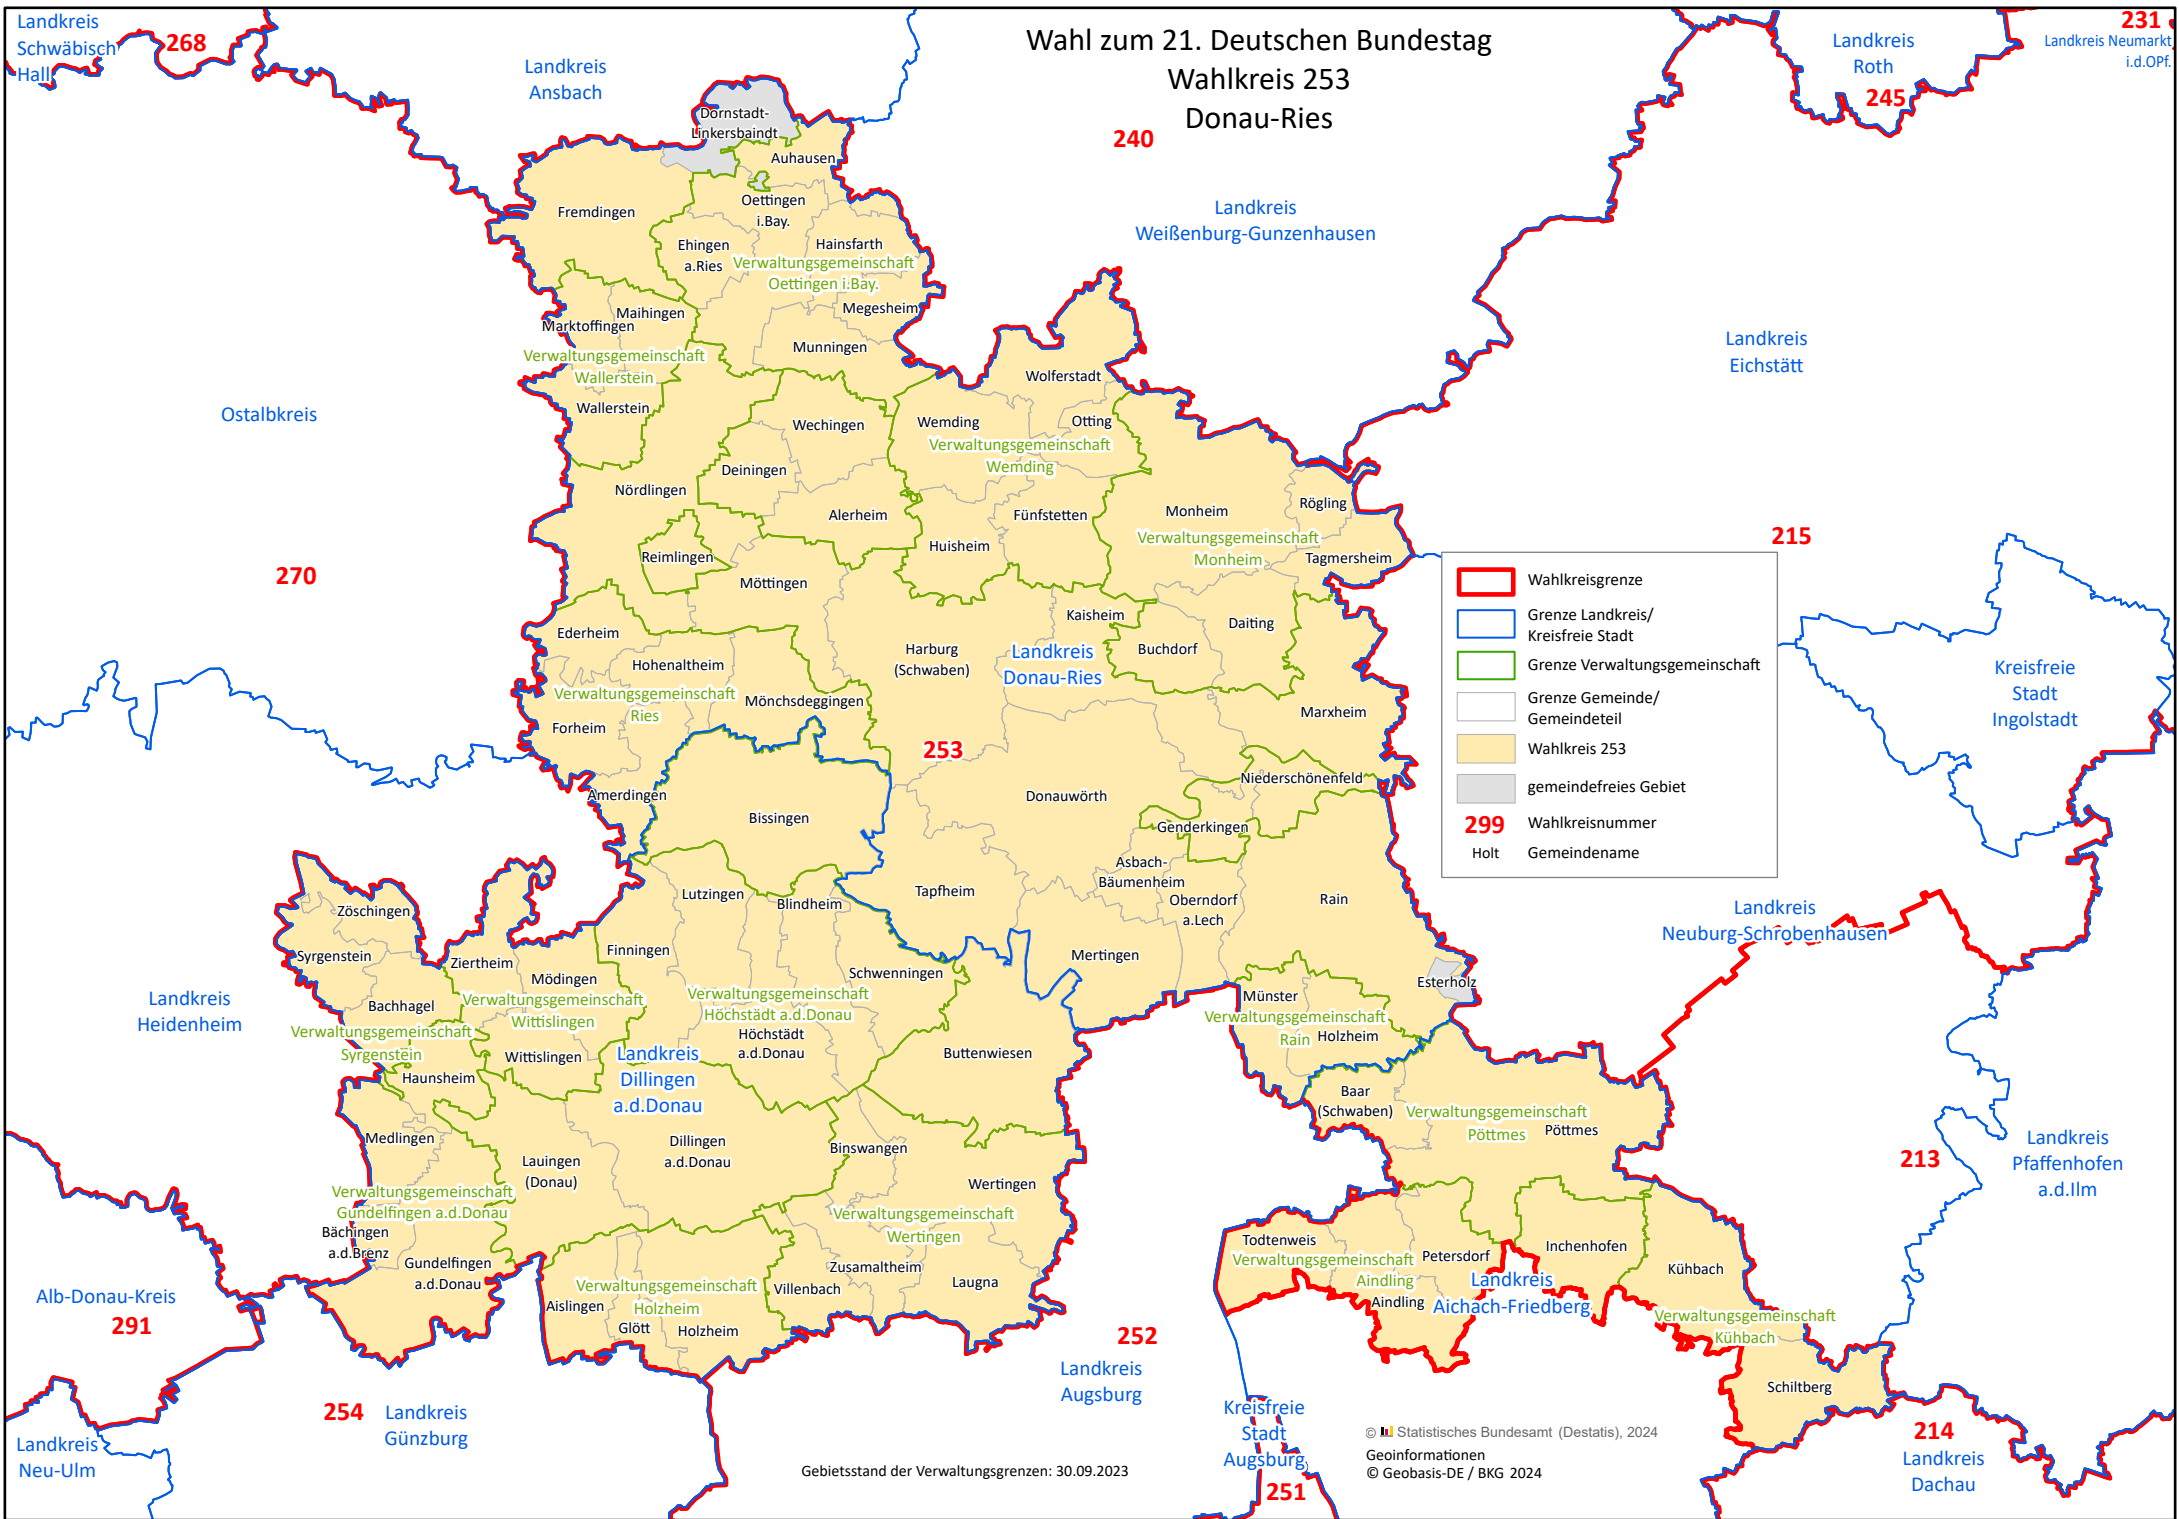 Wahl zum 21. Deutschen Bundestag
Wahlkreis 253
Donau-Ries
Landkreis
Schwäbisch
Hall
268
Landkreis
Ansbach
240
Landkreis
Roth
245
231
Landkreis Neumarkt
i.d.OPf.
Landkreis
Weißenburg-Gunzenhausen
Landkreis
Eichstätt
215
Ostalbkreis
270
Dornstadt-
Linkersbaindt
Auhausen
Fremdingen
Oettingen
i.Bay.
Ehingen
a.Ries
Hainsfarth
Verwaltungsgemeinschaft
Oettingen i.Bay.
Maihingen
Megesheim
Marktoffingen
Munningen
Verwaltungsgemeinschaft
Wallerstein
Wallerstein
Wolferstadt
Wechingen
Wemding
Otting
Verwaltungsgemeinschaft
Wemding
Deiningen
Nördlingen
Alerheim
Fünfstetten
Monheim
Rögling
Verwaltungsgemeinschaft
Monheim
Tagmersheim
Huisheim
Reimlingen
Möttingen
Kaisheim
Ederheim
Daiting
Harburg
(Schwaben)
Landkreis
Donau-Ries
Buchdorf
Hohenaltheim
Verwaltungsgemeinschaft
Ries
Mönchsdeggingen
Forheim
Marxheim
253
Niederschönenfeld
Amerdingen
Donauwörth
Bissingen
Genderkingen
Asbach-
Bäumenheim
Tapfheim
Lutzingen
Blindheim
Oberndorf
a.Lech
Rain
Zöschingen
Syrgenstein
Ziertheim
Finningen
Mödingen
Mertingen
Schwenningen
Esterholz
Bachhagel
Verwaltungsgemeinschaft
Wittislingen
Verwaltungsgemeinschaft
Höchstädt a.d.Donau
Münster
Verwaltungsgemeinschaft
Rain
Holzheim
Verwaltungsgemeinschaft
Syrgenstein
Höchstädt
a.d.Donau
Wittislingen
Landkreis
Dillingen
a.d.Donau
Buttenwiesen
Haunsheim
Baar
(Schwaben)
Verwaltungsgemeinschaft
Pöttmes
Pöttmes
Medlingen
Dillingen
a.d.Donau
Binswangen
Lauingen
(Donau)
Wertingen
Verwaltungsgemeinschaft
Gundelfingen a.d.Donau
Verwaltungsgemeinschaft
Wertingen
Bächingen
a.d.Brenz
Gundelfingen
a.d.Donau
Zusamaltheim
Villenbach
Laugna
Verwaltungsgemeinschaft
Holzheim
Aislingen
Glött
Holzheim
Todtenweis
Verwaltungsgemeinschaft
Aindling
Petersdorf
Aindling
Inchenhofen
Landkreis
Aichach-Friedberg
Kühbach
Verwaltungsgemeinschaft
Kühbach
Schiltberg
Landkreis
Heidenheim
Alb-Donau-Kreis
291
254
Landkreis
Günzburg
Landkreis
Neu-Ulm
252
Landkreis
Augsburg
Kreisfreie
Stadt
Augsburg
251
213
214
Landkreis
Dachau
Landkreis
Pfaffenhofen
a.d.Ilm
Landkreis
Neuburg-Schrobenhausen
Kreisfreie
Stadt
Ingolstadt
Wahlkreisgrenze
Grenze Landkreis/
Kreisfreie Stadt
Grenze Verwaltungsgemeinschaft
Grenze Gemeinde/
Gemeindeteil
Wahlkreis 253
gemeindefreies Gebiet
299 Wahlkreisnummer
Holt Gemeindename
Gebietsstand der Verwaltungsgrenzen: 30.09.2023
© Statistisches Bundesamt (Destatis), 2024
Geoinformationen
© Geobasis-DE / BKG 2024